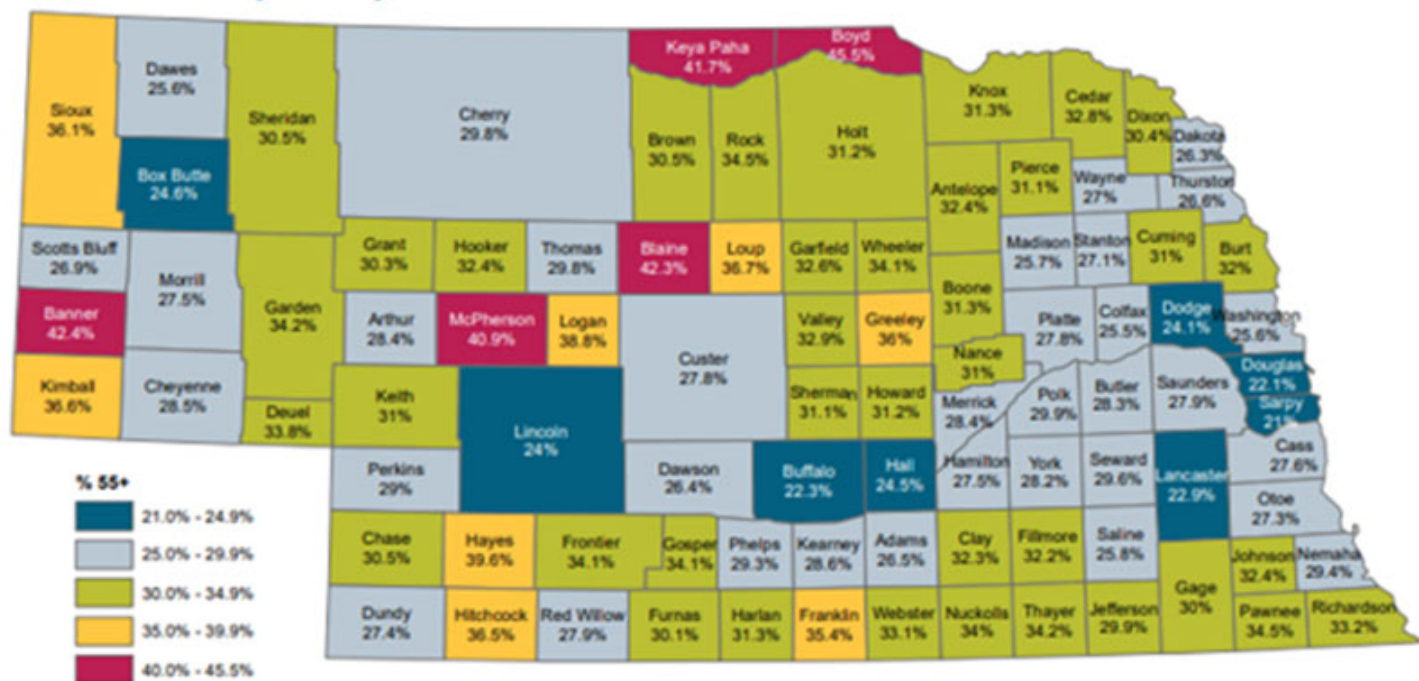 Sioux
36.1%
Dawes
25.6%
Box Butte
24.6%
Sheridan
30.5%
Cherry
29.8%
Keya Paha
41.7%
Boyd
45.5%
Brown
30.5%
Rock
34.5%
Holt
31.2%
Knox
31.3%
Cedar
32.8%
Dixon
30.4%
Dakota
26.3%
Antelope
32.4%
Pierce
31.1%
Wayne
27%
Thurston
26.6%
Scotts Bluff
26.9%
Morrill
27.5%
Garden
34.2%
Grant
30.3%
Hooker
32.4%
Thomas
29.8%
Blaine
42.3%
Loup
36.7%
Garfield
32.6%
Wheeler
34.1%
Boone
31.3%
Madison
25.7%
Stanton
27.1%
Cuming
31%
Burt
32%
Banner
42.4%
Arthur
28.4%
McPherson
40.9%
Logan
38.8%
Custer
27.8%
Valley
32.9%
Greeley
36%
Nance
31%
Platte
27.8%
Colfax
25.5%
Dodge
24.1%
Washington
25.6%
Kimball
36.6%
Cheyenne
28.5%
Deuel
33.8%
Keith
31%
Lincoln
24%
Sherman
31.1%
Howard
31.2%
Merrick
28.4%
Polk
29.9%
Butler
28.3%
Saunders
27.9%
Douglas
22.1%
Sarpy
21%
Perkins
29%
Dawson
26.4%
Buffalo
22.3%
Hall
24.5%
Hamilton
27.5%
York
28.2%
Seward
29.6%
Lancaster
22.9%
Cass
27.6%
Otoe
27.3%
Chase
30.5%
Hayes
39.6%
Frontier
34.1%
Gosper
34.1%
Phelps
29.3%
Kearney
28.6%
Adams
26.5%
Clay
32.3%
Fillmore
32.2%
Saline
25.8%
Gage
30%
Johnson
32.4%
Nemaha
29.4%
Dundy
27.4%
Hitchcock
36.5%
Red Willow
27.9%
Furnas
30.1%
Harlan
31.3%
Franklin
35.4%
Webster
33.1%
Nuckolls
34%
Thayer
34.2%
Jefferson
29.9%
Pawnee
34.5%
Richardson
33.2%
% 55+
21.0% - 24.9%
25.0% - 29.9%
30.0% - 34.9%
35.0% - 39.9%
40.0% - 45.5%